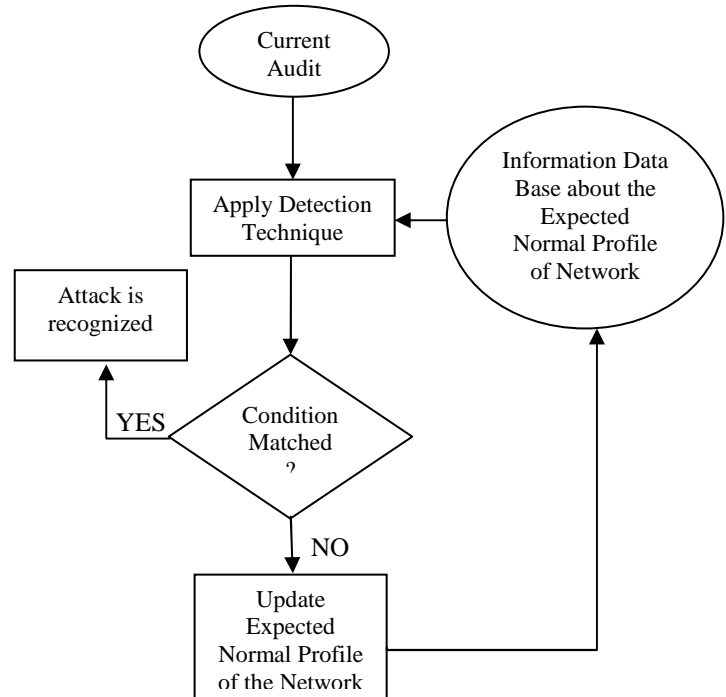 Current
Audit
Information Data
Base about the
Expected
Normal Profile
of Network
Apply Detection
Technique
Attack is
recognized
YES
Condition
Matched
?
NO
Update
Expected
Normal Profile
of the Network